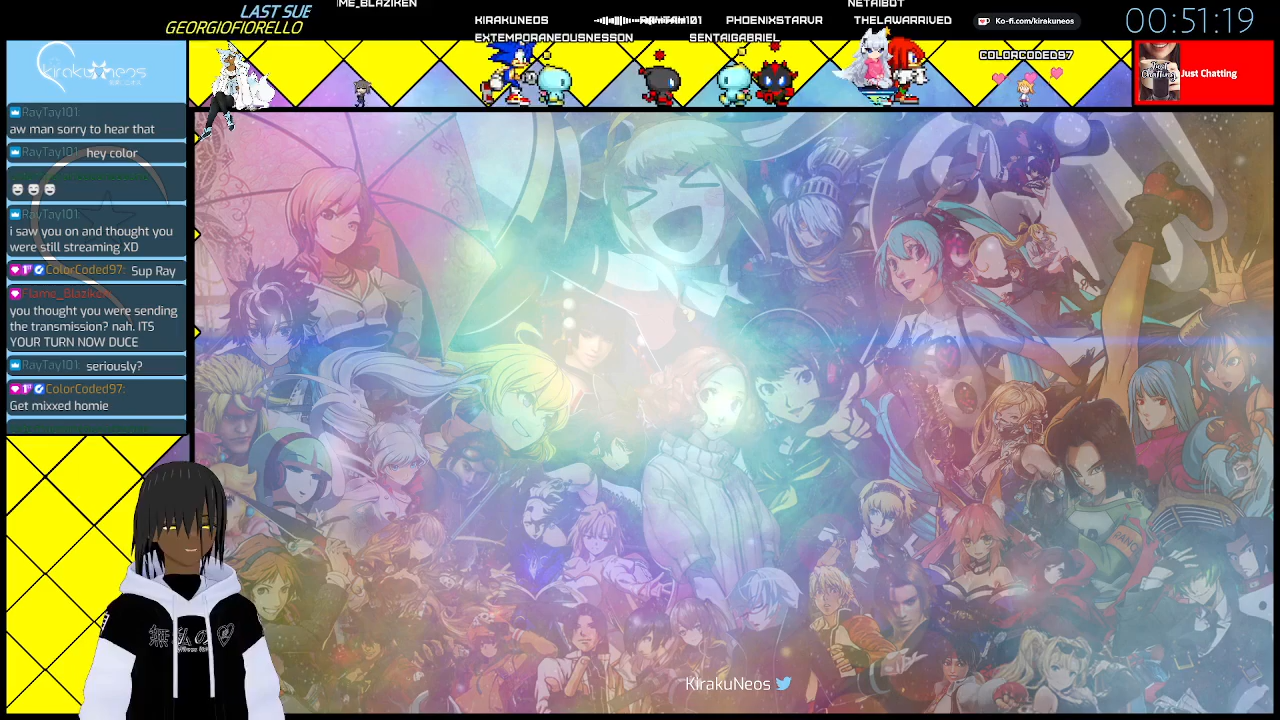 LAST SUE
GEORGIOFIORELLO
ME_BLAZIKEN
KIRAKUNEOS
RAYTAY101
PHOENIXSTARUR
NETAIBOT
THELAWARRIVED
EXTEMPORANEOUSNESSON
SENTAIGABRIEL
Ko-fi.com/kirakuneos
00:51:19
COLORCODED97
Just Chatting
KirakuNeos
RayTay101:
aw man sorry to hear that
RayTay101: hey color
RayTay101:
i saw you on and thought you
were still streaming XD
ColorCoded97: Sup Ray
Flame_Blaziken:
you thought you were sending
the transmission? nah. ITS
YOUR TURN NOW DUCE
RayTay101: seriously?
ColorCoded97:
Get mixxed homie
KirakuNeos